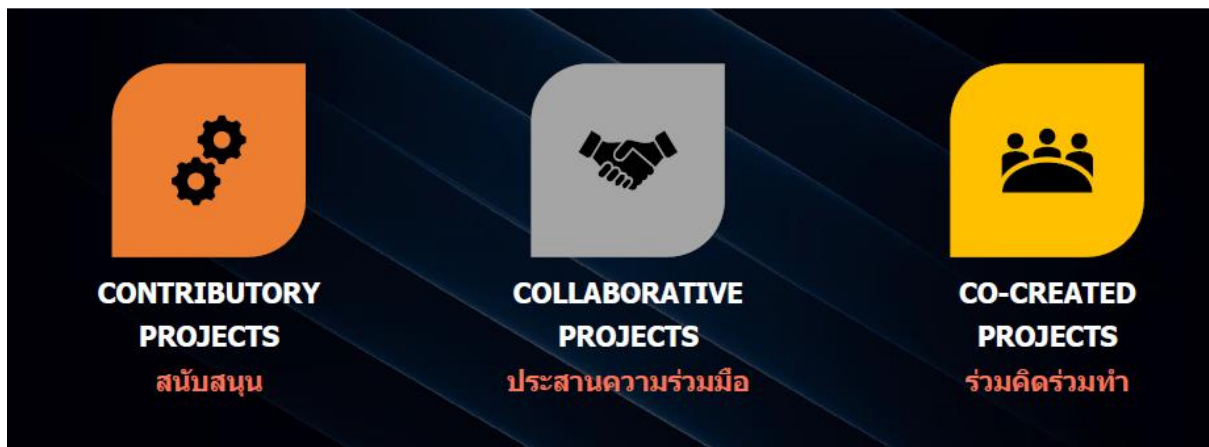 CONTRIBUTORY
PROJECTS
สนับสนุน
COLLABORATIVE
PROJECTS
ประสานความร่วมมือ
CO-CREATED
PROJECTS
ร่วมคิดร่วมทำ